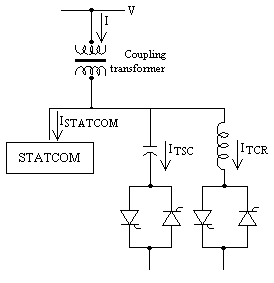 V
I
Coupling
transformer
ISTATCOM
STATCOM
ITSC
ITCR